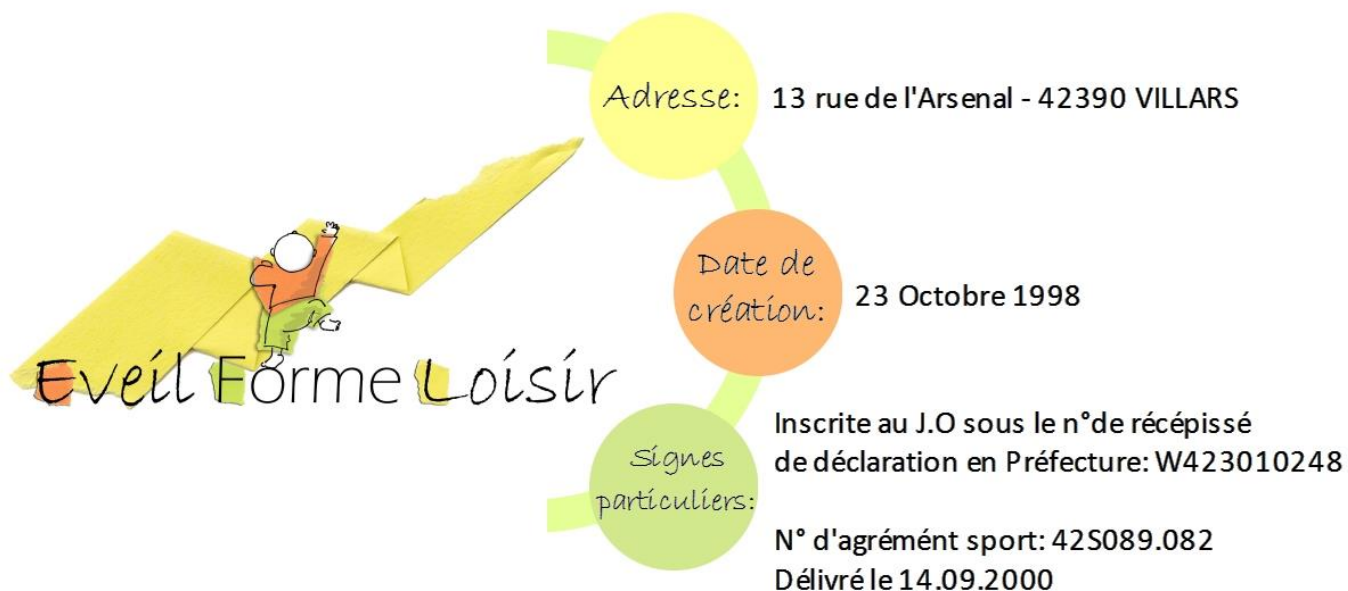 Adresse:
13 rue de l'Arsenal - 42390 VILLARS
Date de
création:
23 Octobre 1998
Eveil Forme Loisir
Signes
particuliers:
Inscrite au J.O sous le n°de récépissé
de déclaration en Préfecture: W423010248
N° d'agrémént sport: 42S089.082
Délivré le 14.09.2000